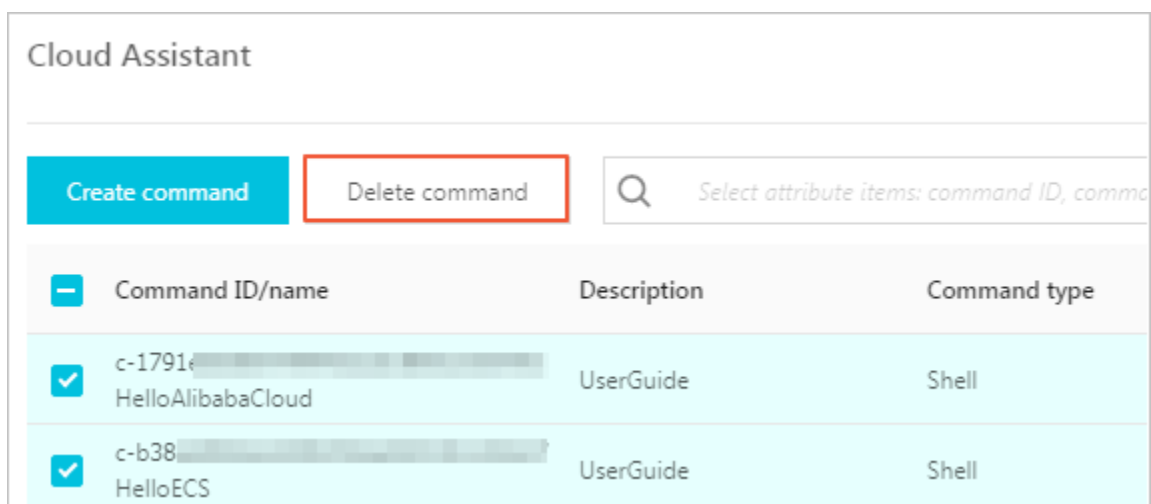 Cloud Assistant
Create command
Delete command
Select attribute items: command ID, comma
Command ID/name
Description
Command type
c-1791
HelloAlibabaCloud
UserGuide
Shell
c-b38
HelloECS
UserGuide
Shell